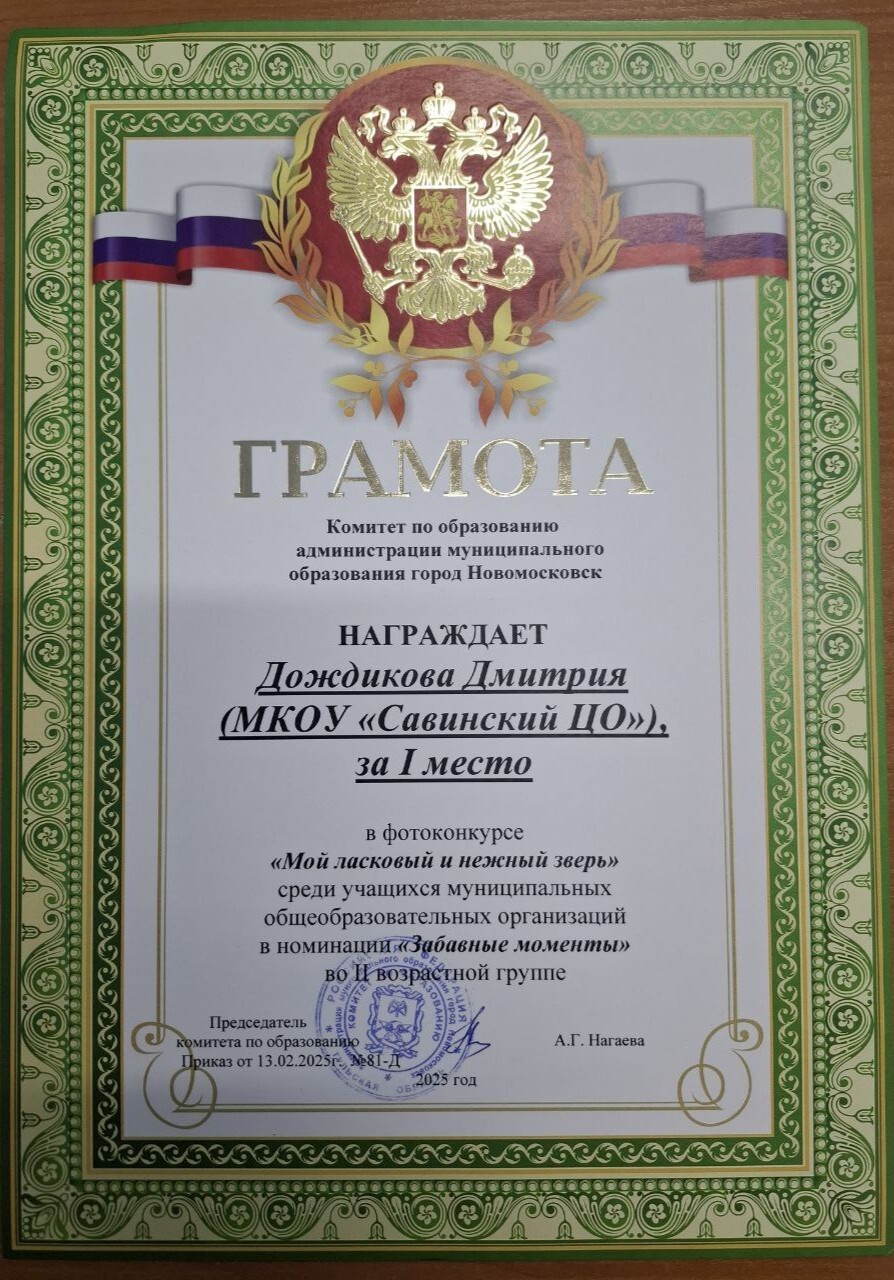 ГРАМОТА
Комитет по образованию
администрации муниципального
образования город Новомосковск
НАГРАЖДАЕТ
Дождикова Дмитрия
(МКОУ «Савинский ЦО»),
за I место
в фотоконкурсе
«Мой ласковый и нежный зверь»
среди учащихся муниципальных
общеобразовательных организаций
в номинации «Забавные моменты»
во II возрастной группе
Председатель
комитета по образованию
А.Г. Нагаева
Приказ от 13.02.2025г. №81-Д
2025 год